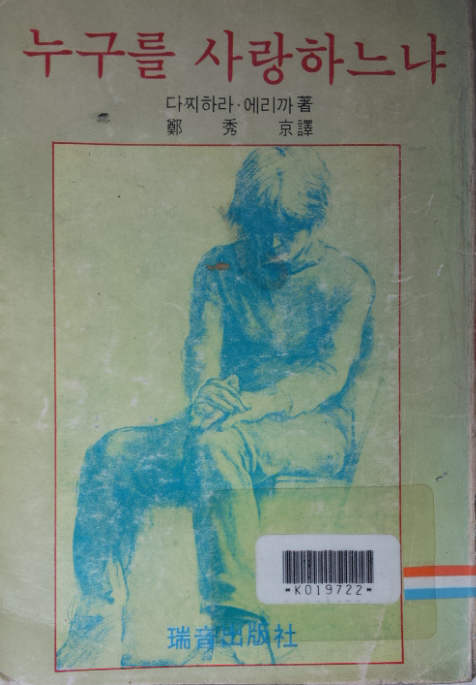 누구를 사랑하느냐
다찌하라·에리까 著
鄭 秀 京 譯
*K019722*
瑞音出版社